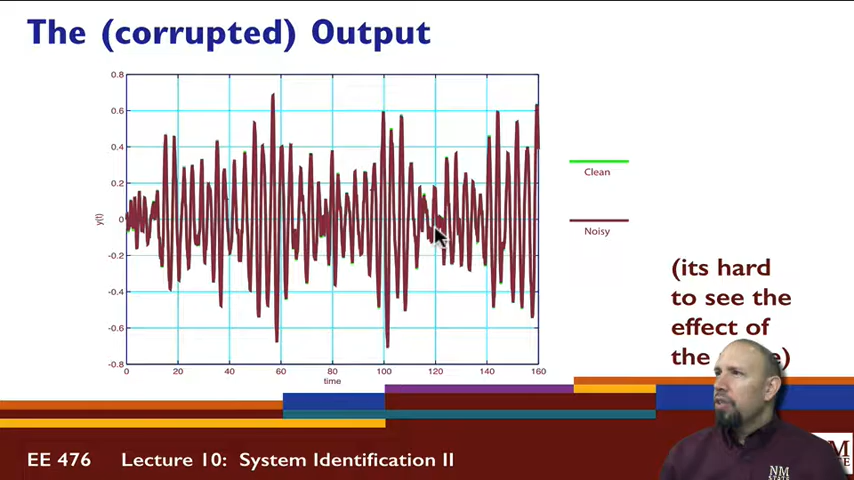 The (corrupted) Output
0.8
0.6
0.4
0.2
0
-0.2
-0.4
-0.6
-0.8
y(t)
0 20 40 60 80 100 120 140 160
time
Clean
Noisy
(its hard
to see the
effect of
the e)
EE 476 Lecture 10: System Identification II
NM
STATE